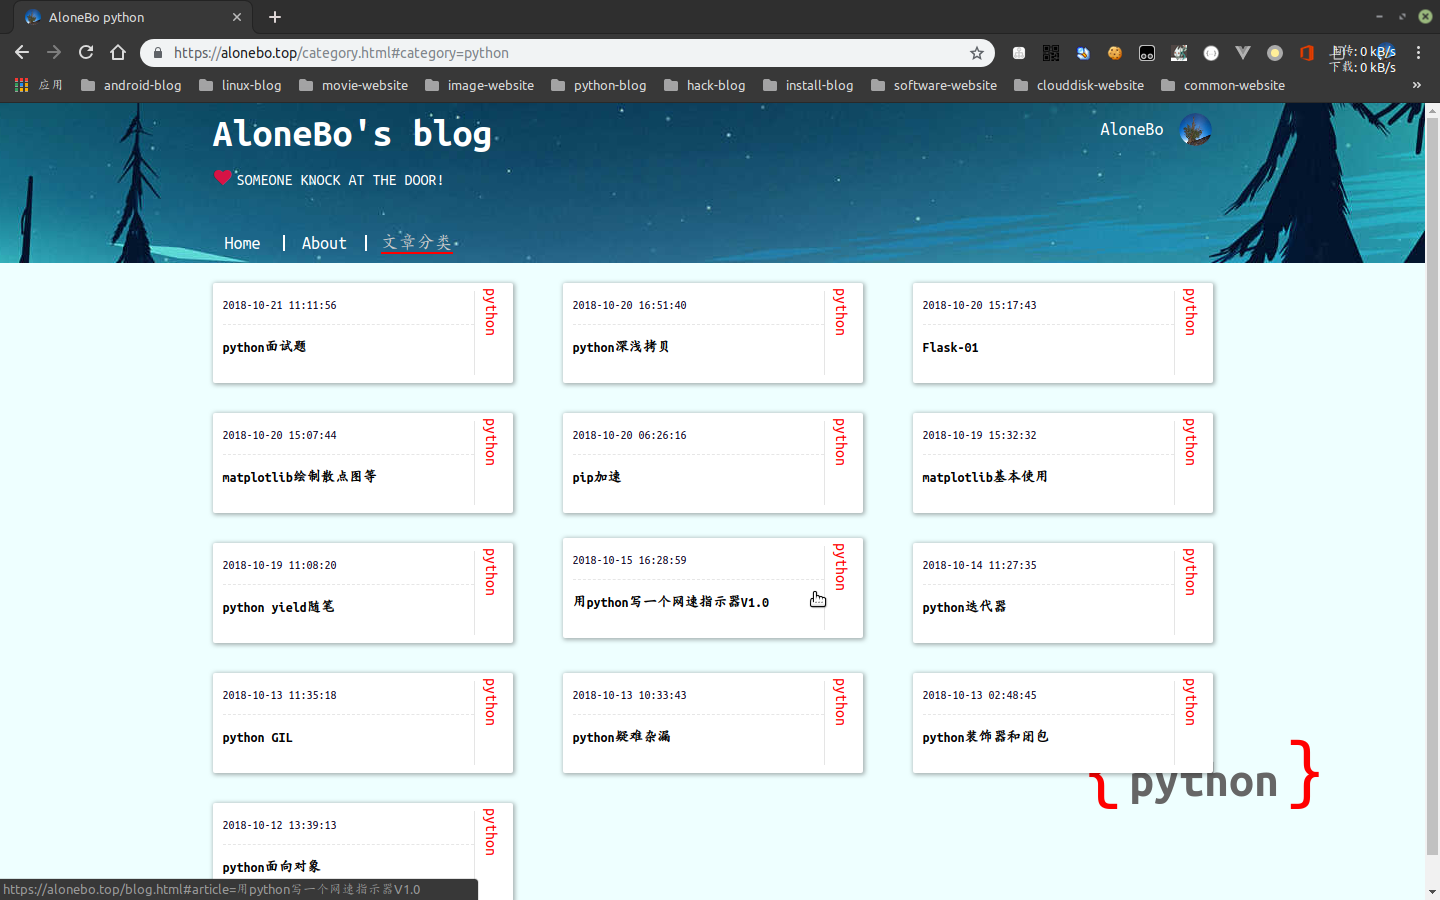 AloneBo python
https://alonebo.top/category.html#category=python
上传: 0 kB/s
下载: 0 kB/s
应用
android-blog
linux-blog
movie-website
image-website
python-blog
hack-blog
install-blog
software-website
clouddisk-website
common-website
»
AloneBo's blog
AloneBo
SOMEONE KNOCK AT THE DOOR!
Home
About
文章分类
2018-10-21 11:11:56
python
python面试题
2018-10-20 16:51:40
python
python深浅拷贝
2018-10-20 15:17:43
python
Flask-01
2018-10-20 15:07:44
python
matplotlib绘制散点图等
2018-10-20 06:26:16
python
pip加速
2018-10-19 15:32:32
python
matplotlib基本使用
2018-10-19 11:08:20
python
python yield随笔
2018-10-15 16:28:59
python
用python写一个网速指示器V1.0
2018-10-14 11:27:35
python
python迭代器
2018-10-13 11:35:18
python
python GIL
2018-10-13 10:33:43
python
python疑难杂漏
2018-10-13 02:48:45
python
python装饰器和闭包
{ python }
2018-10-12 13:39:13
python
python面向对象
https://alonebo.top/blog.html#article=用python写一个网速指示器V1.0